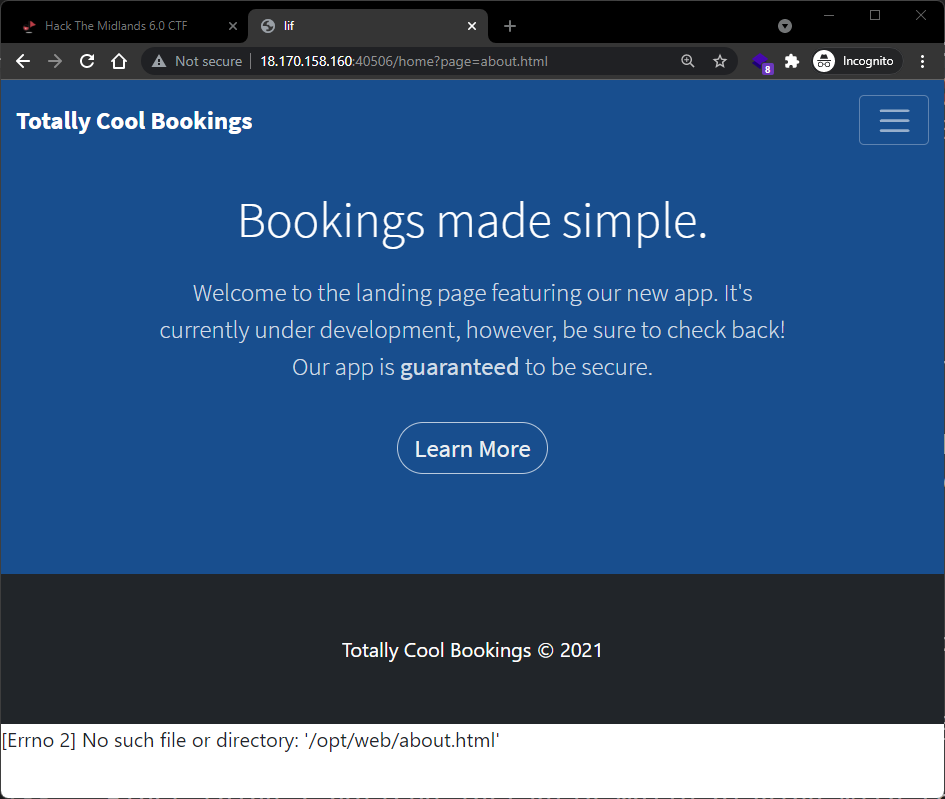 Hack The Midlands 6.0 CTF
lif
Not secure | 18.170.158.160:40506/home?page=about.html
8
Incognito
Totally Cool Bookings
Bookings made simple.
Welcome to the landing page featuring our new app. It's
currently under development, however, be sure to check back!
Our app is guaranteed to be secure.
Learn More
Totally Cool Bookings © 2021
[Errno 2] No such file or directory: '/opt/web/about.html'